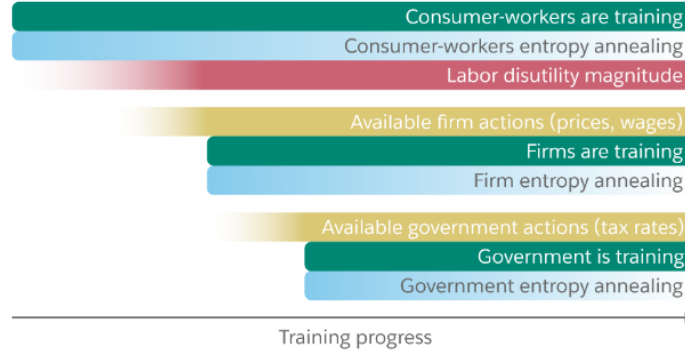 Consumer-workers are training
Consumer-workers entropy annealing
Labor disutility magnitude
Available firm actions (prices, wages)
Firms are training
Firm entropy annealing
Available government actions (tax rates)
Government is training
Government entropy annealing
Training progress